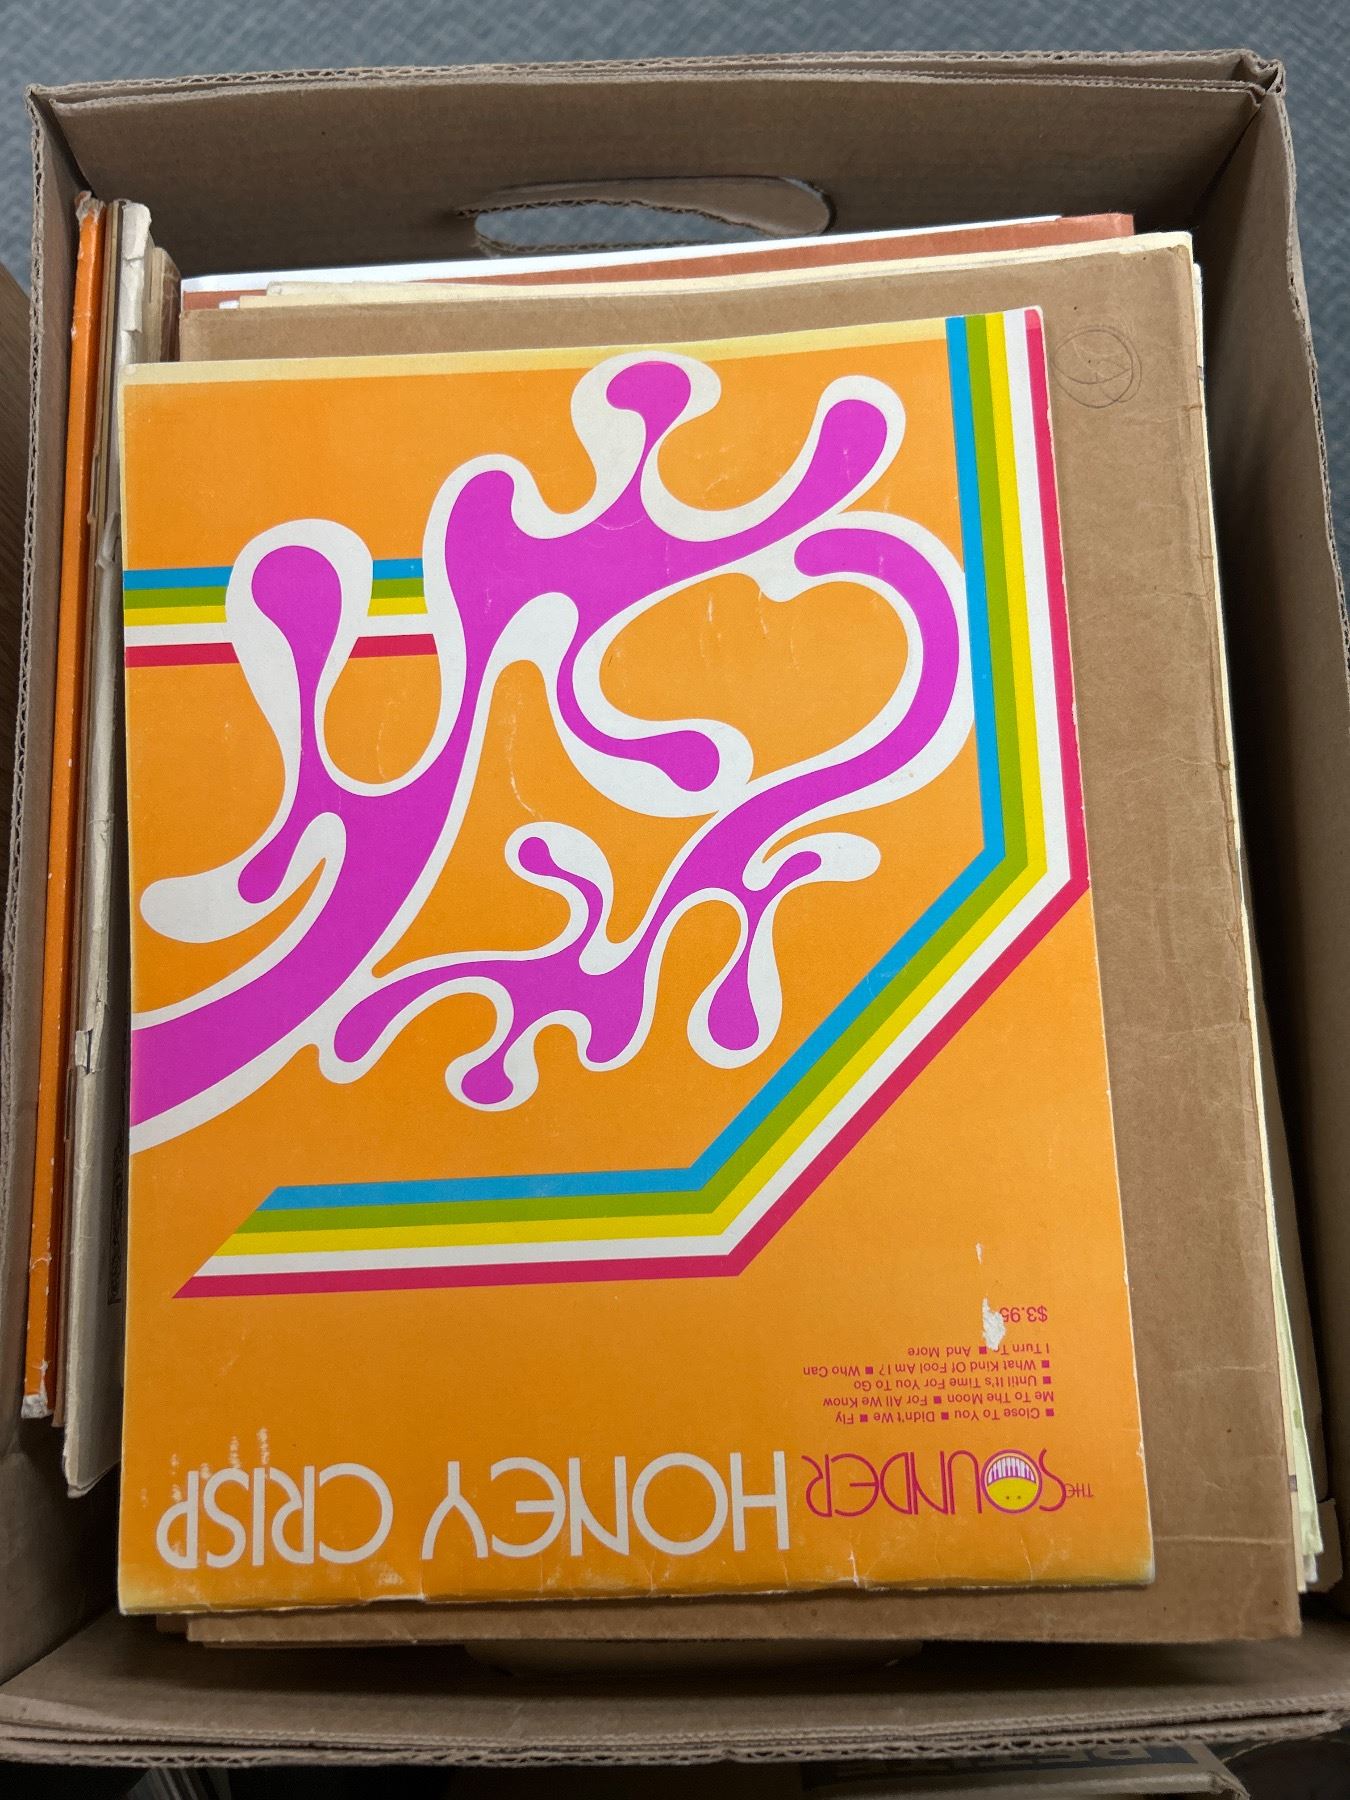 THE SOUNDER HONEY CRISP
■ Close To You ■ Didn't We ■ Fly
Me To The Moon ■ For All We Know
■ Until It's Time For You To Go
■ What Kind Of Fool Am I? ■ Who Can
I Turn ■ And More
$3.95